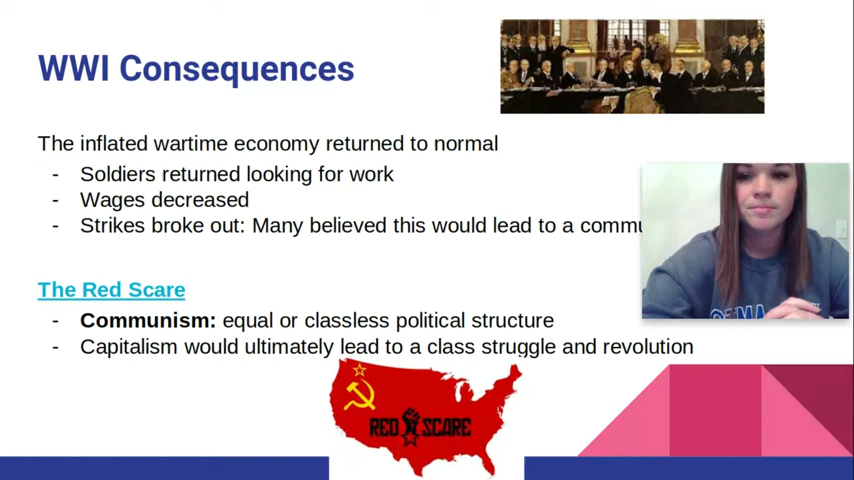 WWI Consequences
The inflated wartime economy returned to normal
- Soldiers returned looking for work
- Wages decreased
- Strikes broke out: Many believed this would lead to a
The Red Scare
- Communism: equal or classless political structure
- Capitalism would ultimately lead to a class struggle and revolution
RED SCARE